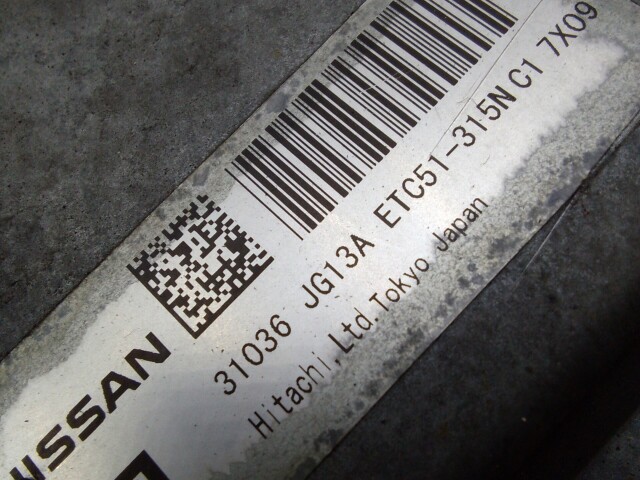 NISSAN
31036 JG13A ETC51-315N C1 7X09
Hitachi,Ltd.Tokyo Japan